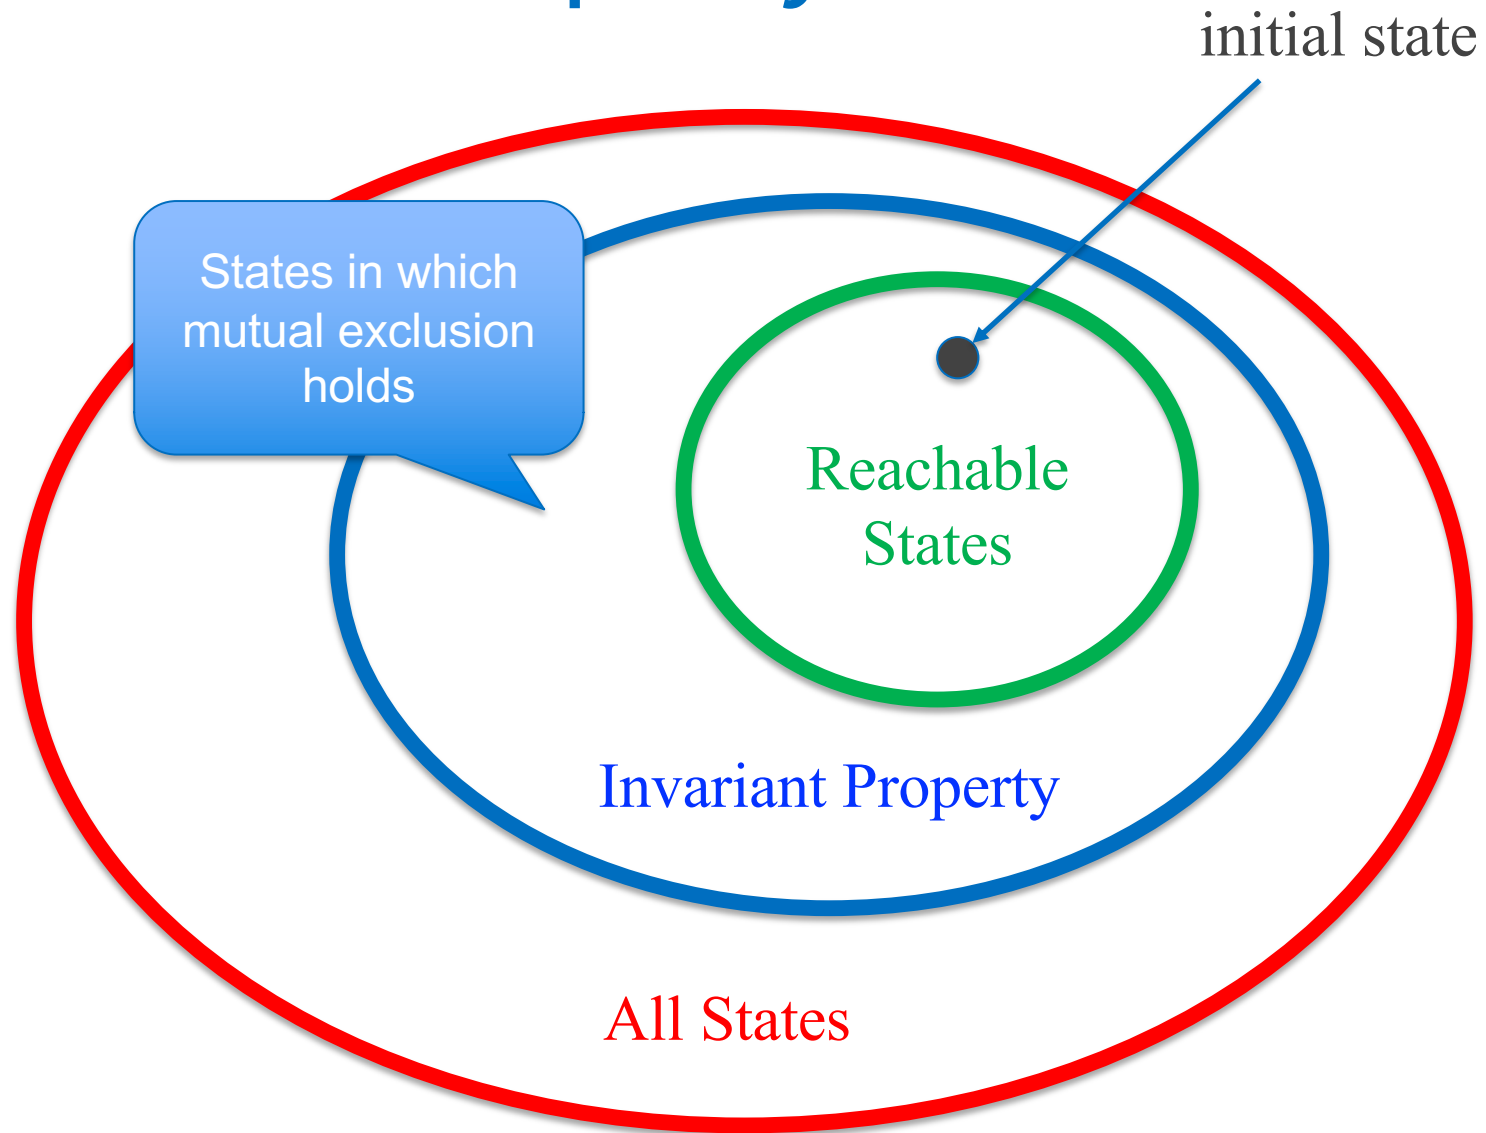 initial state
States in which
mutual exclusion
holds
Reachable
States
Invariant Property
All States